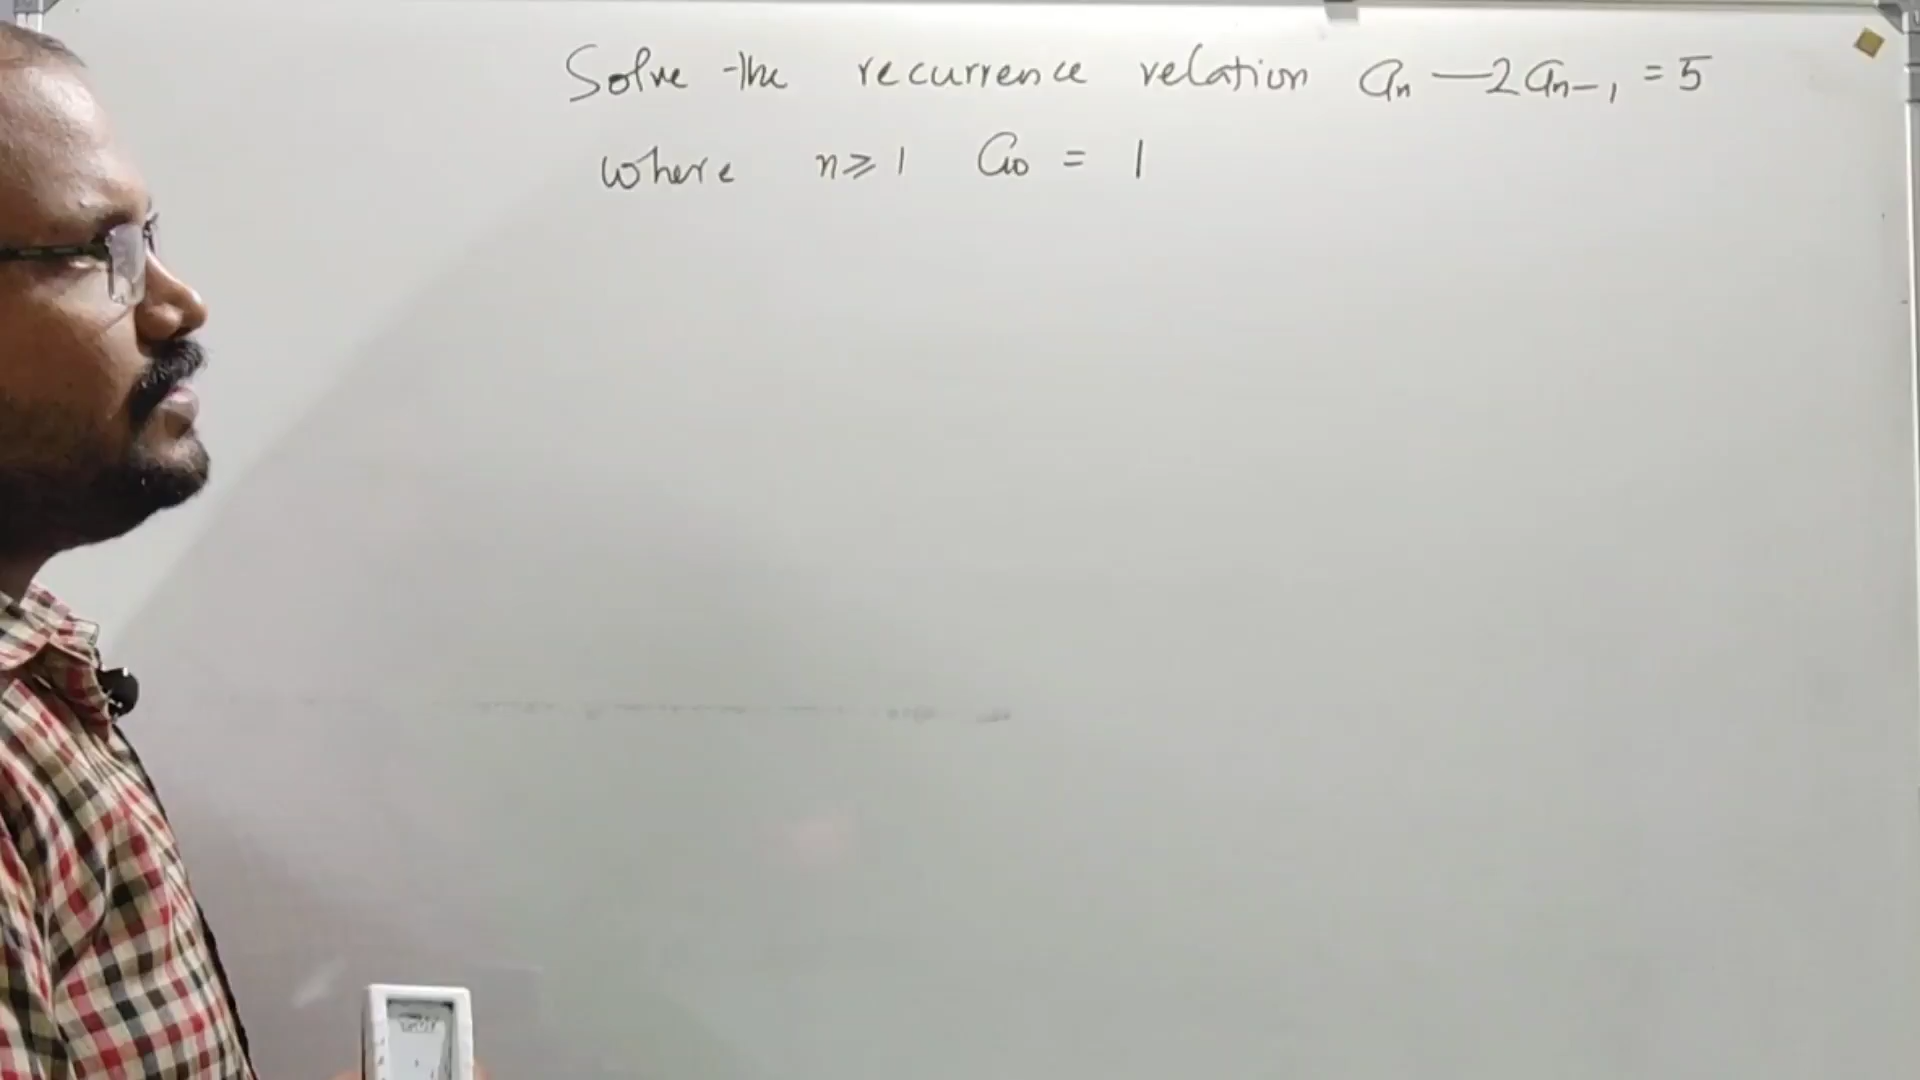 Solve the recurrence relation aₙ — 2aₙ₋₁ = 5
where n ≥ 1 a₀ = 1